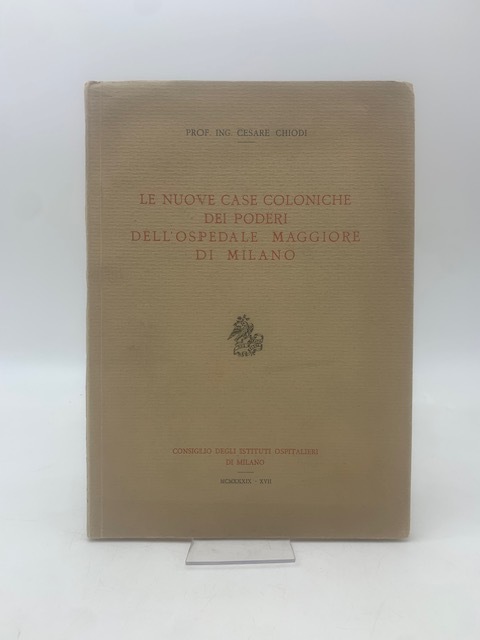 PROF. ING. CESARE CHIODI
LE NUOVE CASE COLONICHE
DEI PODERI
DELL'OSPEDALE MAGGIORE
DI MILANO
CONSIGLIO DEGLI ISTITUTI OSPITALIERI
DI MILANO
MCMXXXIX - XVII